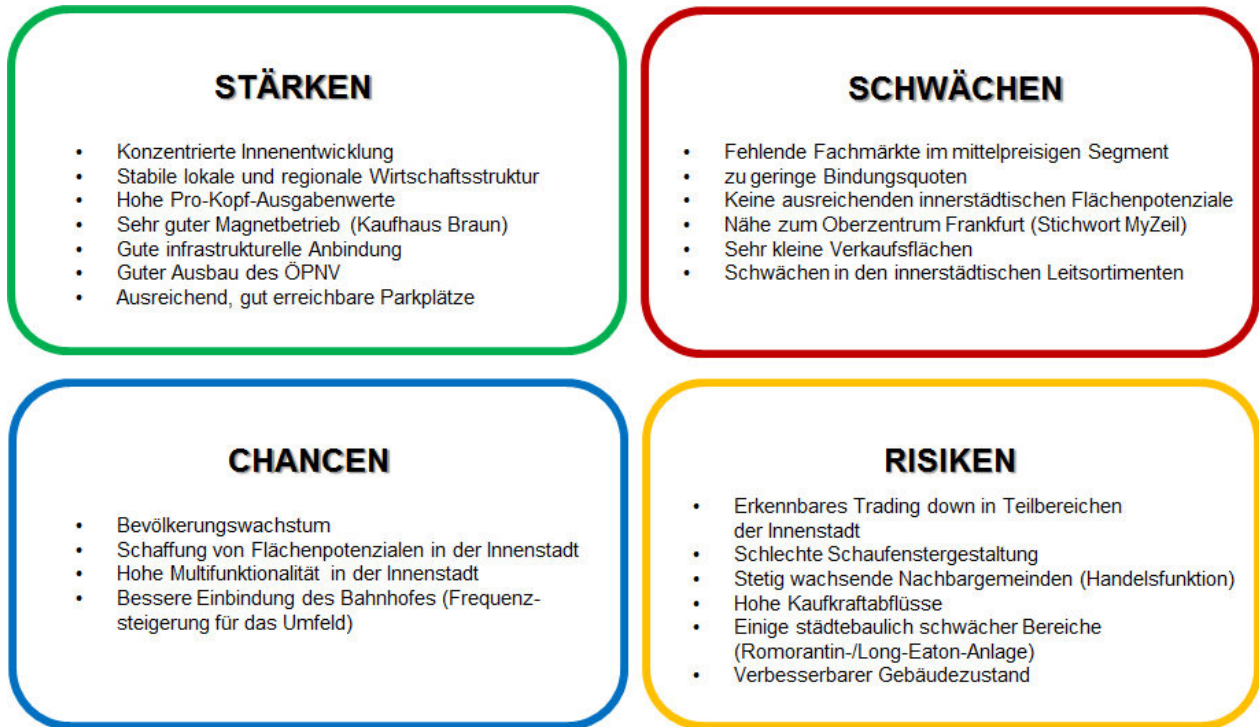 STÄRKEN
• Konzentrierte Innenentwicklung
• Stabile lokale und regionale Wirtschaftsstruktur
• Hohe Pro-Kopf-Ausgabenwerte
• Sehr guter Magnetbetrieb (Kaufhaus Braun)
• Gute infrastrukturelle Anbindung
• Guter Ausbau des ÖPNV
• Ausreichend, gut erreichbare Parkplätze
SCHWÄCHEN
• Fehlende Fachmärkte im mittelpreisigen Segment
• zu geringe Bindungsquoten
• Keine ausreichenden innerstädtischen Flächenpotenziale
• Nähe zum Oberzentrum Frankfurt (Stichwort MyZeil)
• Sehr kleine Verkaufsflächen
• Schwächen in den innerstädtischen Leitsortimenten
CHANCEN
• Bevölkerungswachstum
• Schaffung von Flächenpotenzialen in der Innenstadt
• Hohe Multifunktionalität in der Innenstadt
• Bessere Einbindung des Bahnhofes (Frequenz-
steigerung für das Umfeld)
RISIKEN
• Erkennbares Trading down in Teilbereichen
der Innenstadt
• Schlechte Schaufenstergestaltung
• Stetig wachsende Nachbargemeinden (Handelsfunktion)
• Hohe Kaufkraftabflüsse
• Einige städtebaulich schwächer Bereiche
(Romorantin-/Long-Eaton-Anlage)
• Verbesserbarer Gebäudezustand